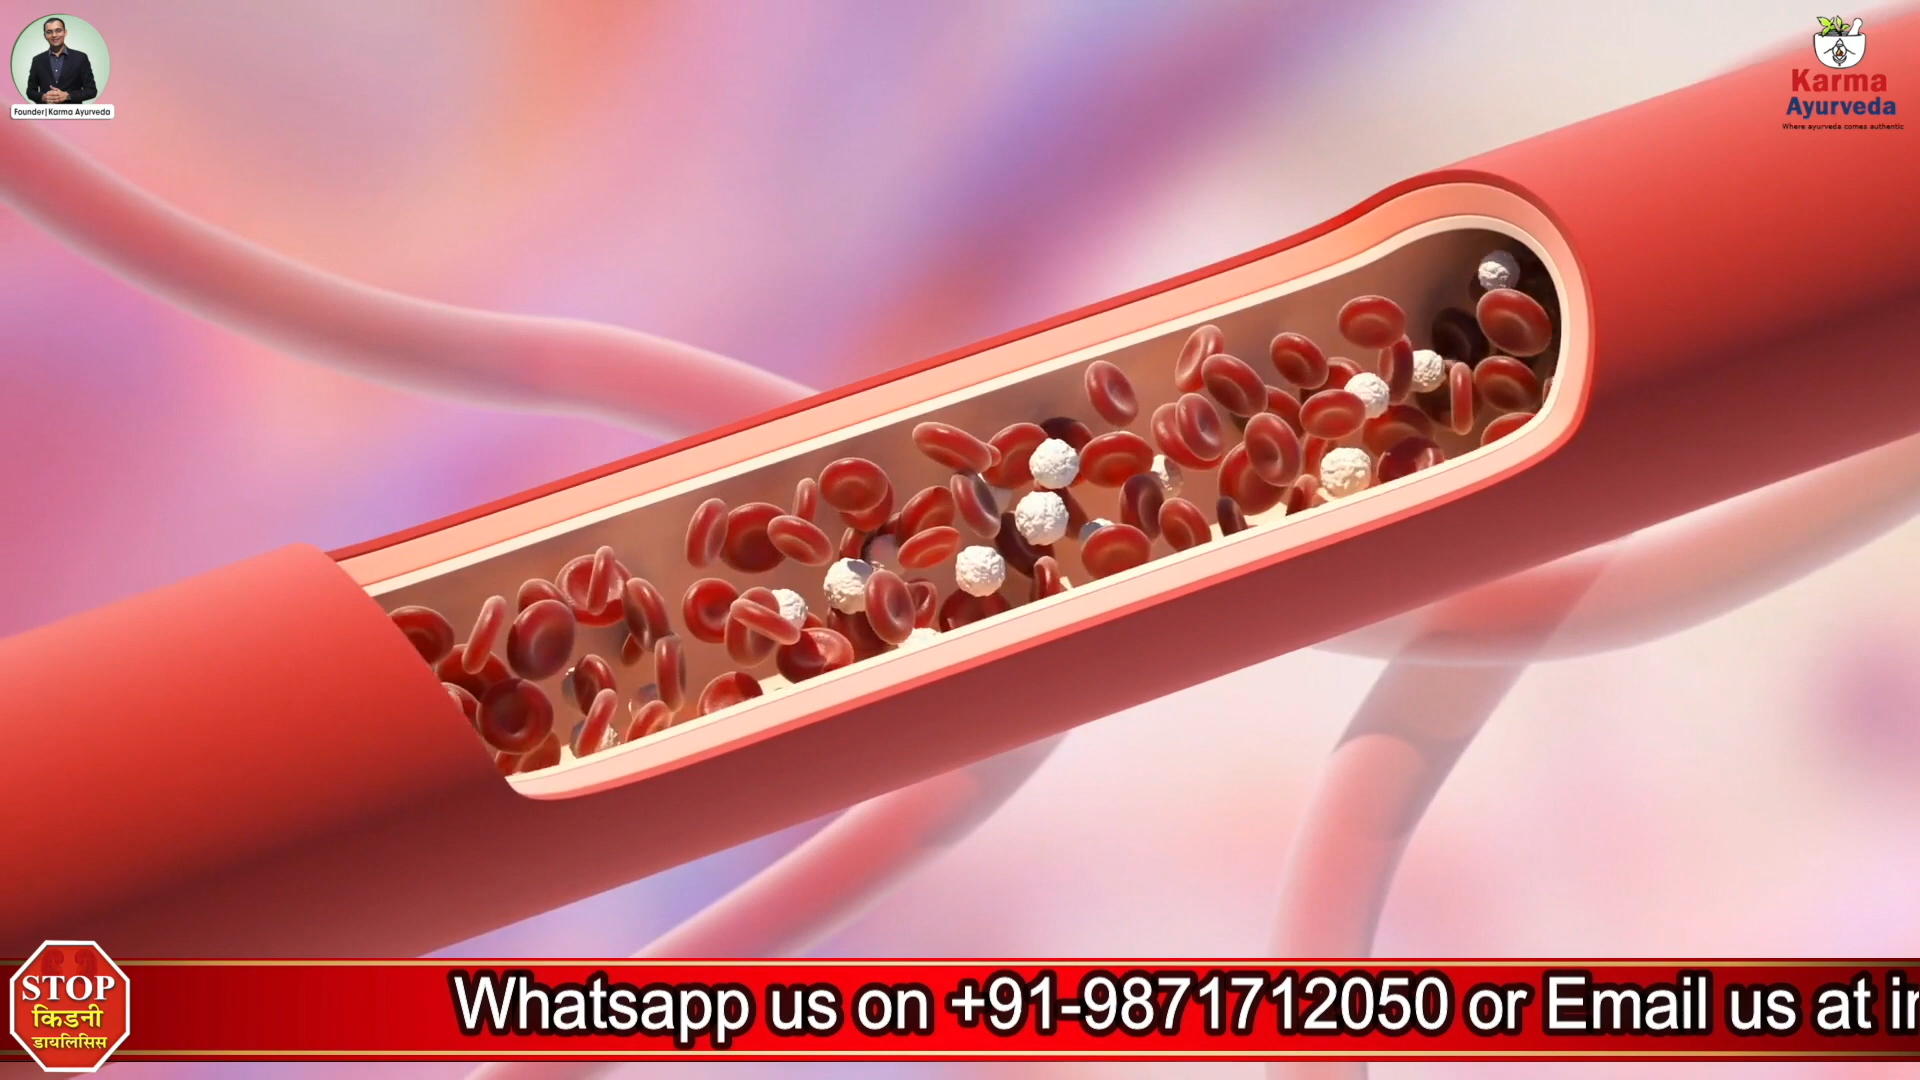 Founder|Karma Ayurveda
Karma
Ayurveda
Where ayurveda comes authentic
STOP
किडनी
डायलिसिस
Whatsapp us on +91-9871712050 or Email us at